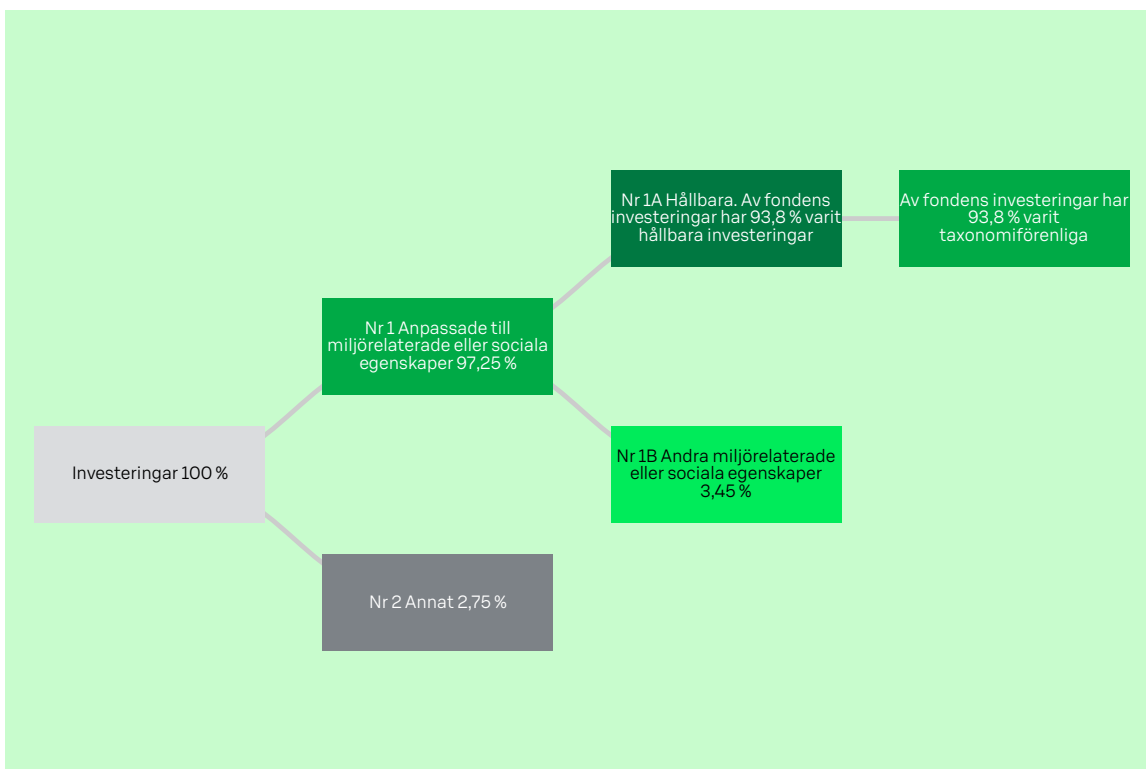 Nr 1A Hållbara. Av fondens
investeringar har 93,8 % varit
hållbara investeringar
Av fondens investeringar har
93,8 % varit
taxonomiförenliga
Nr 1 Anpassade till
miljörelaterade eller sociala
egenskaper 97,25 %
Investeringar 100 %
Nr 1B Andra miljörelaterade
eller sociala egenskaper
3,45 %
Nr 2 Annat 2,75 %